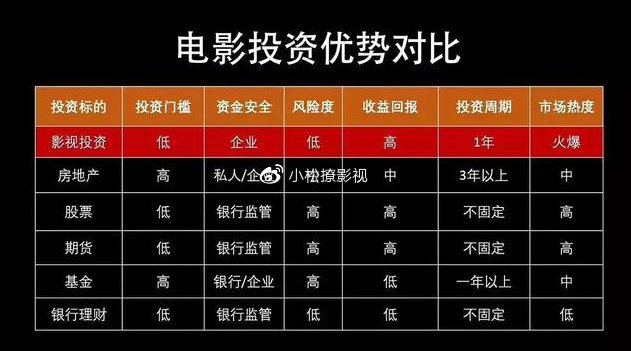 电影投资优势对比
投资标的 投资门槛 资金安全 风险度 收益回报 投资周期 市场热度
影视投资 低 企业 低 高 1年 火爆
房地产 高 私人/企 中 3年以上 中
小松撩影视
股票 低 银行监管 高 高 不固定 高
期货 低 银行监管 高 高 不固定 高
基金 高 银行/企业 高 低 一年以上 中
银行理财 低 银行监管 低 低 不固定 低